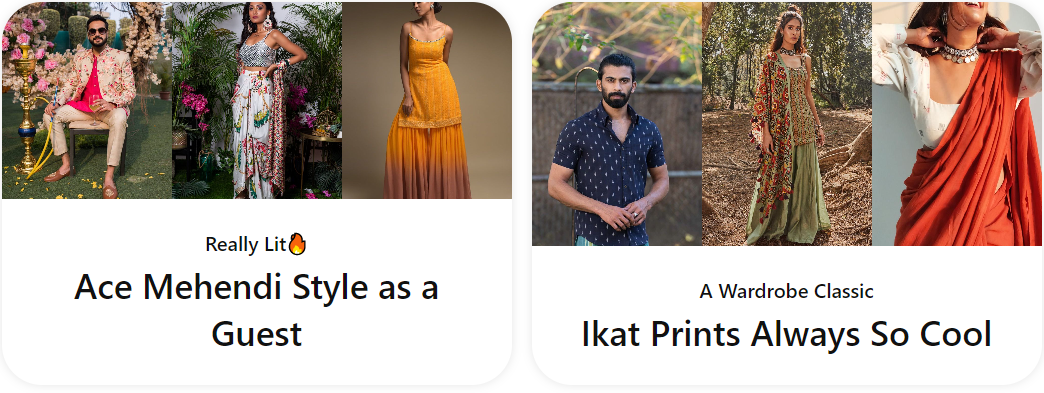 Really Lit🔥
Ace Mehendi Style as a
Guest
A Wardrobe Classic
Ikat Prints Always So Cool